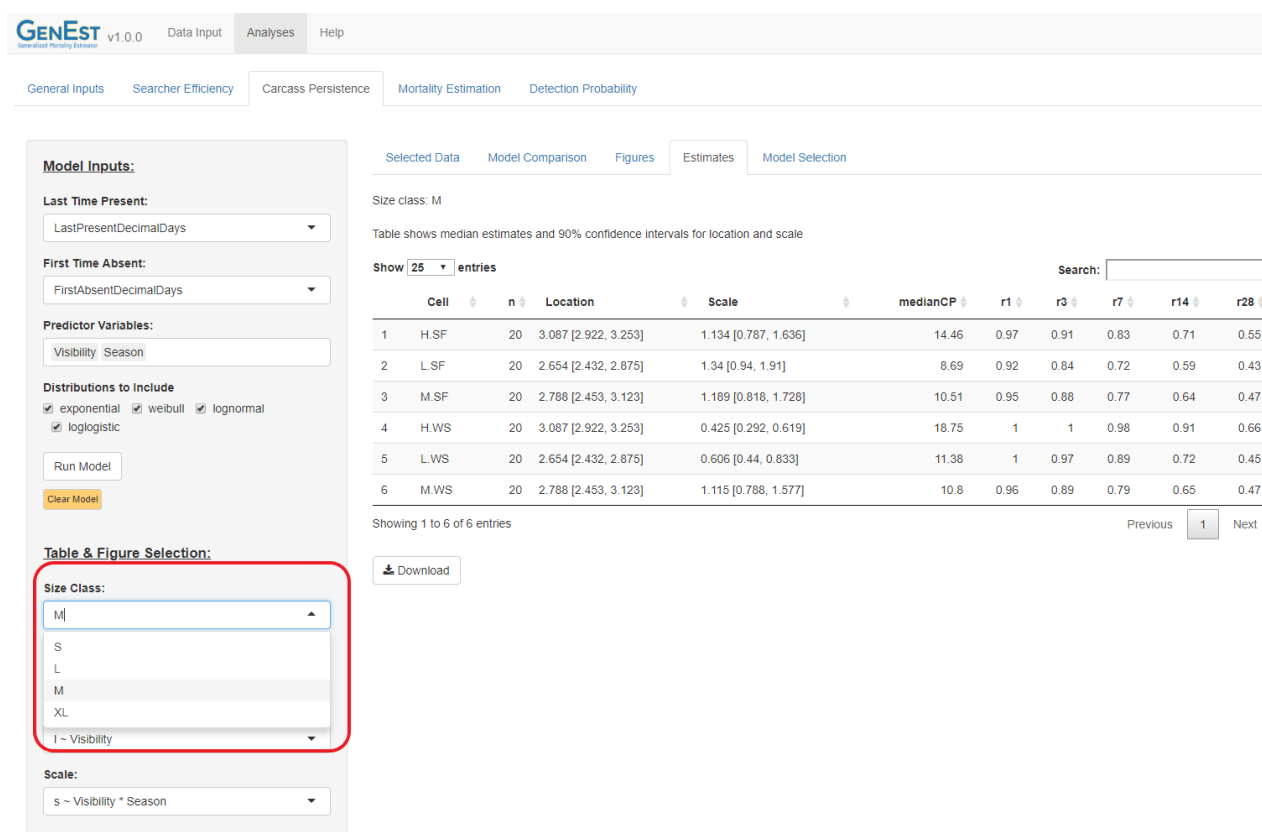 GENEST v1.0.0 Data Input Analyses Help
Generalized Mortality Estimator
General Inputs Searcher Efficiency Carcass Persistence Mortality Estimation Detection Probability
Model Inputs:
Last Time Present:
LastPresentDecimalDays
First Time Absent:
FirstAbsentDecimalDays
Predictor Variables:
Visibility Season
Distributions to Include
exponential weibull lognormal
loglogistic
Run Model
Clear Model
Table & Figure Selection:
Size Class:
M
S
L
M
XL
l ~ Visibility
Scale:
s ~ Visibility * Season
Selected Data Model Comparison Figures Estimates Model Selection
Size class: M
Table shows median estimates and 90% confidence intervals for location and scale
Show 25 entries Search:
Cell n Location Scale medianCP r1 r3 r7 r14 r28
1 H.SF 20 3.087 [2.922, 3.253] 1.134 [0.787, 1.636] 14.46 0.97 0.91 0.83 0.71 0.55
2 L.SF 20 2.654 [2.432, 2.875] 1.34 [0.94, 1.91] 8.69 0.92 0.84 0.72 0.59 0.43
3 M.SF 20 2.788 [2.453, 3.123] 1.189 [0.818, 1.728] 10.51 0.95 0.88 0.77 0.64 0.47
4 H.WS 20 3.087 [2.922, 3.253] 0.425 [0.292, 0.619] 18.75 1 1 0.98 0.91 0.66
5 L.WS 20 2.654 [2.432, 2.875] 0.606 [0.44, 0.833] 11.38 1 0.97 0.89 0.72 0.45
6 M.WS 20 2.788 [2.453, 3.123] 1.115 [0.788, 1.577] 10.8 0.96 0.89 0.79 0.65 0.47
Showing 1 to 6 of 6 entries Previous 1 Next
Download